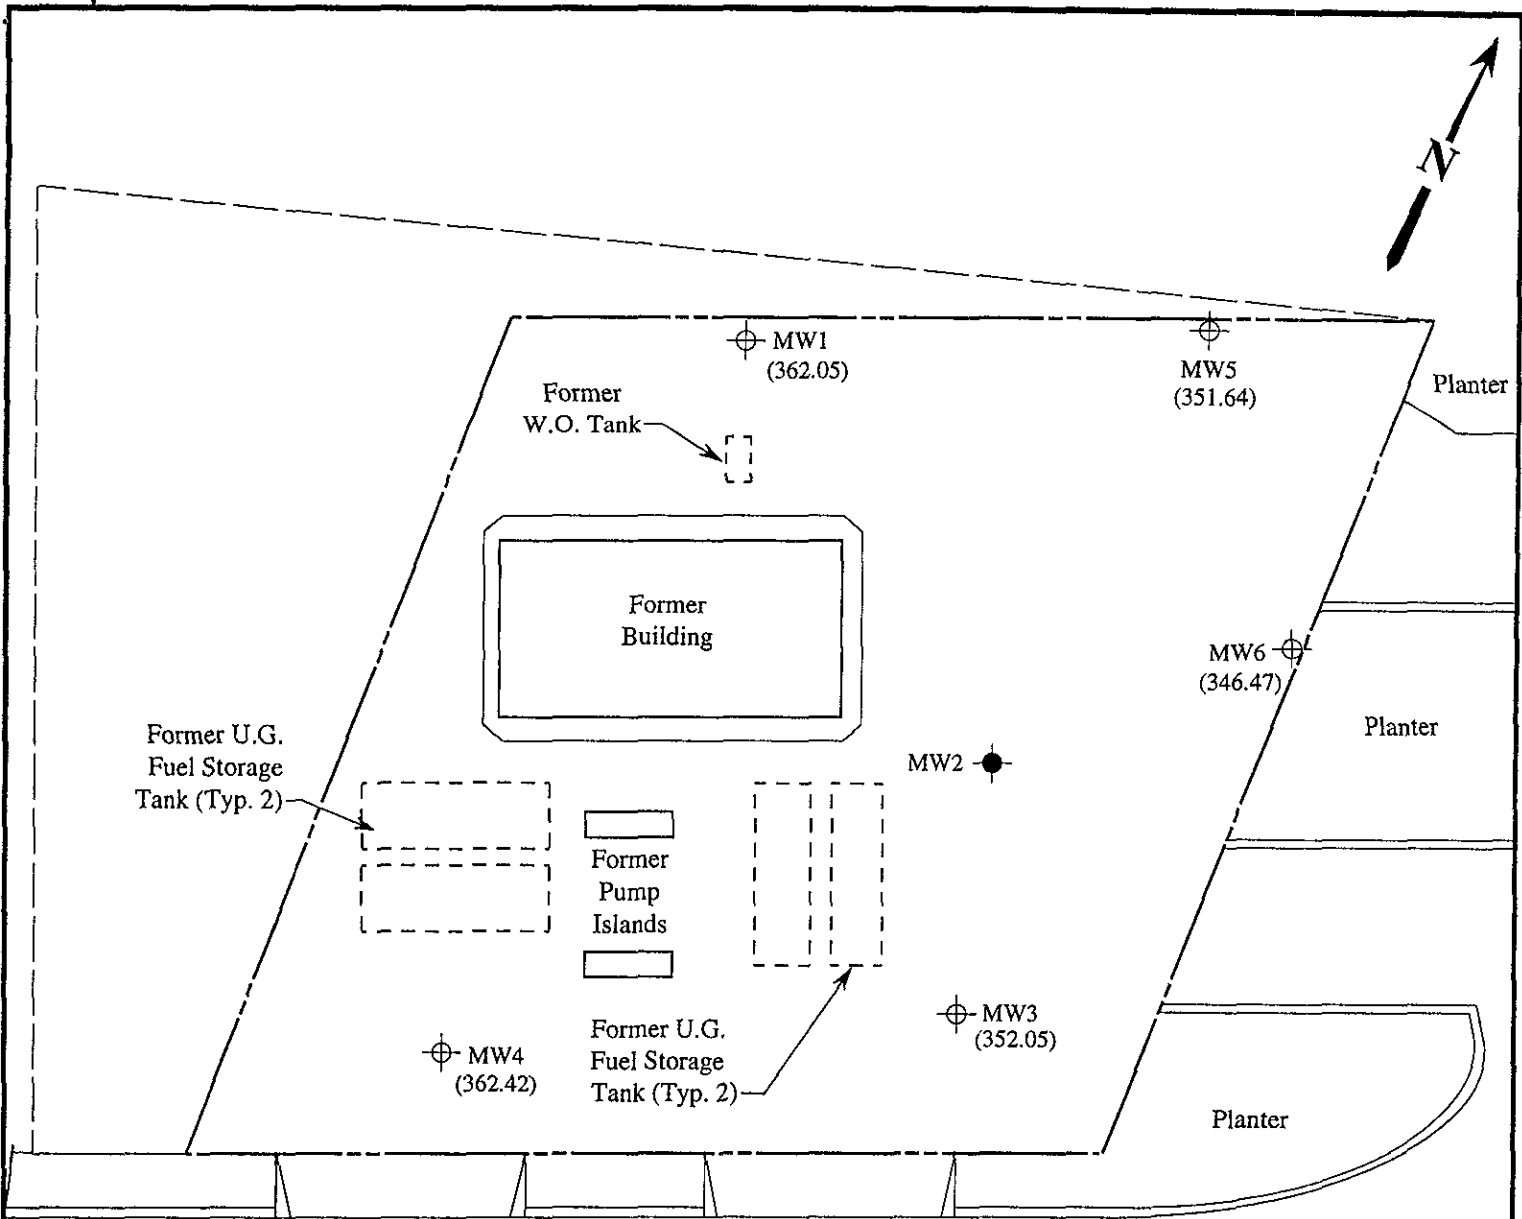 N
MW1
(362.05)
MW5
(351.64)
Planter
Former
W.O. Tank
Former
Building
MW6
(346.47)
Planter
Former U.G.
Fuel Storage
Tank (Typ. 2)
MW2
Former
Pump
Islands
MW3
(352.05)
Former U.G.
Fuel Storage
Tank (Typ. 2)
MW4
(362.42)
Planter